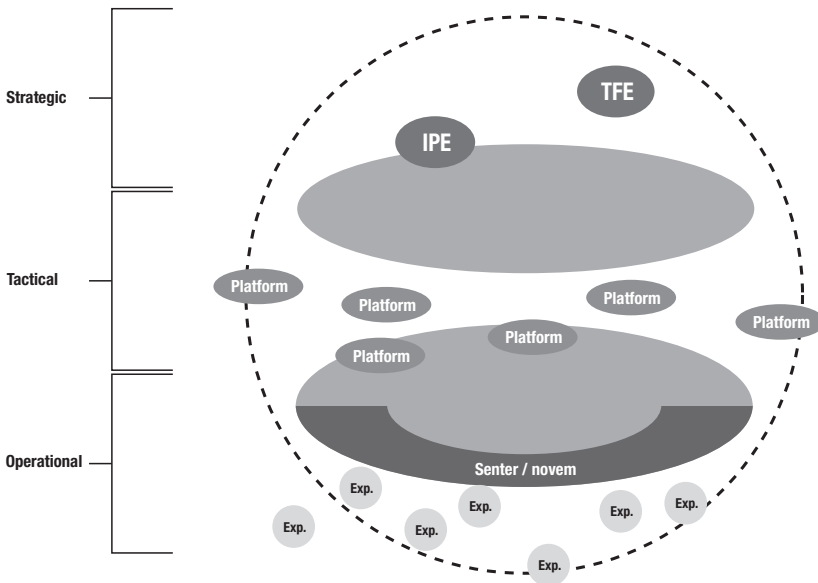 Strategic
TFE
IPE
Tactical
Platform
Platform
Platform
Platform
Platform
Platform
Operational
Senter / novem
Exp.
Exp.
Exp.
Exp.
Exp.
Exp.
Exp.